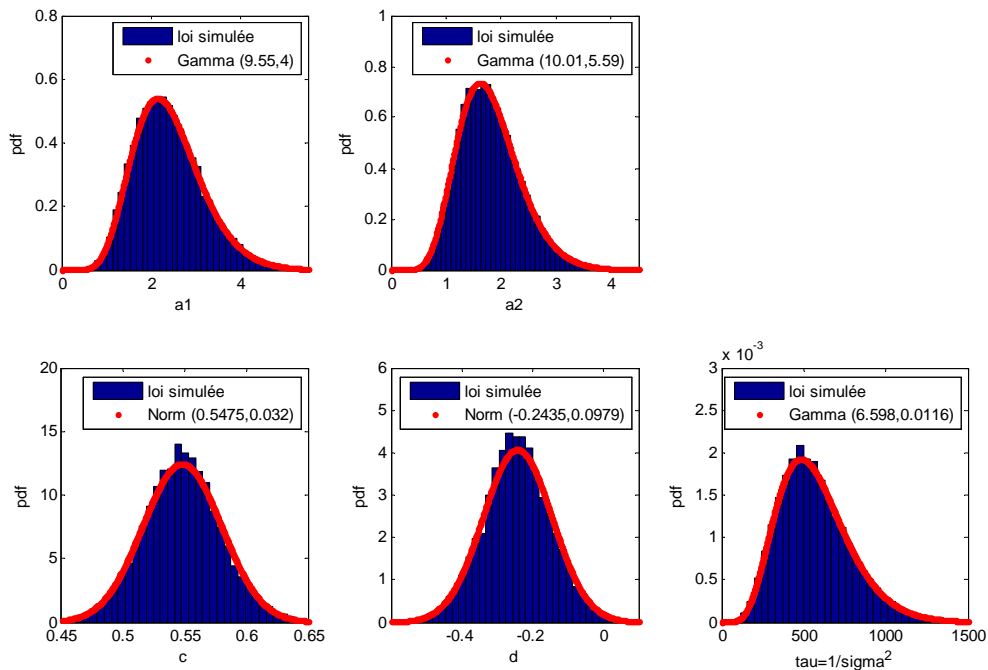 0.8
0.6
0.4
0.2
0
pdf
0
2
4
a1
loi simulée
Gamma (9.55,4)
1
0.8
0.6
0.4
0.2
0
pdf
0
1
2
3
4
a2
loi simulée
Gamma (10.01,5.59)
20
15
10
5
0
pdf
0.45
0.5
0.55
0.6
0.65
c
loi simulée
Norm (0.5475,0.032)
6
5
4
3
2
1
0
pdf
-0.4
-0.2
0
d
loi simulée
Norm (-0.2435,0.0979)
x 10^-3
3
2.5
2
1.5
1
0.5
0
pdf
0
500
1000
1500
tau=1/sigma^2
loi simulée
Gamma (6.598,0.0116)